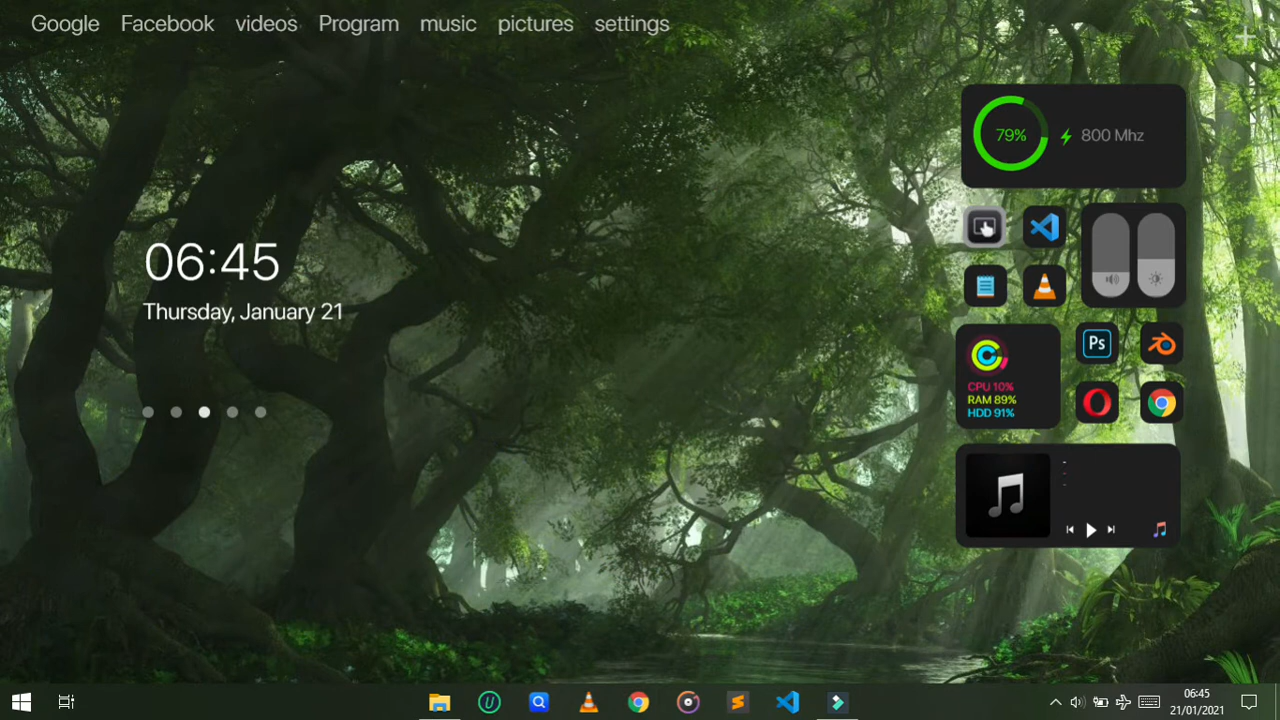 Google Facebook videos Program music pictures settings
79% 800 Mhz
06:45
Thursday, January 21
Ps
CPU 10%
RAM 89%
HDD 91%
06:45
21/01/2021